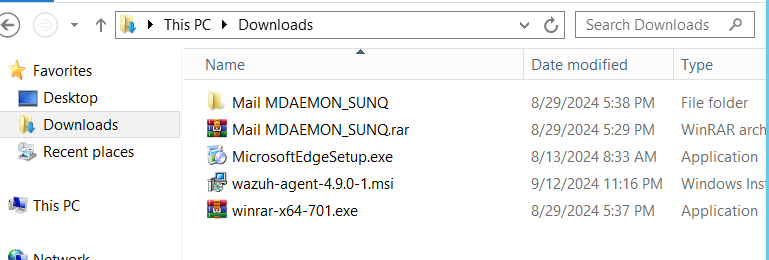 This PC Downloads Search Downloads
Favorites
Desktop
Downloads
Recent places
This PC
Network
Name Date modified Type
Mail MDAEMON_SUNQ 8/29/2024 5:38 PM File folder
Mail MDAEMON_SUNQ.rar 8/29/2024 5:29 PM WinRAR arch
MicrosoftEdgeSetup.exe 8/13/2024 8:33 AM Application
wazuh-agent-4.9.0-1.msi 9/12/2024 11:16 PM Windows Inst
winrar-x64-701.exe 8/29/2024 5:37 PM Application